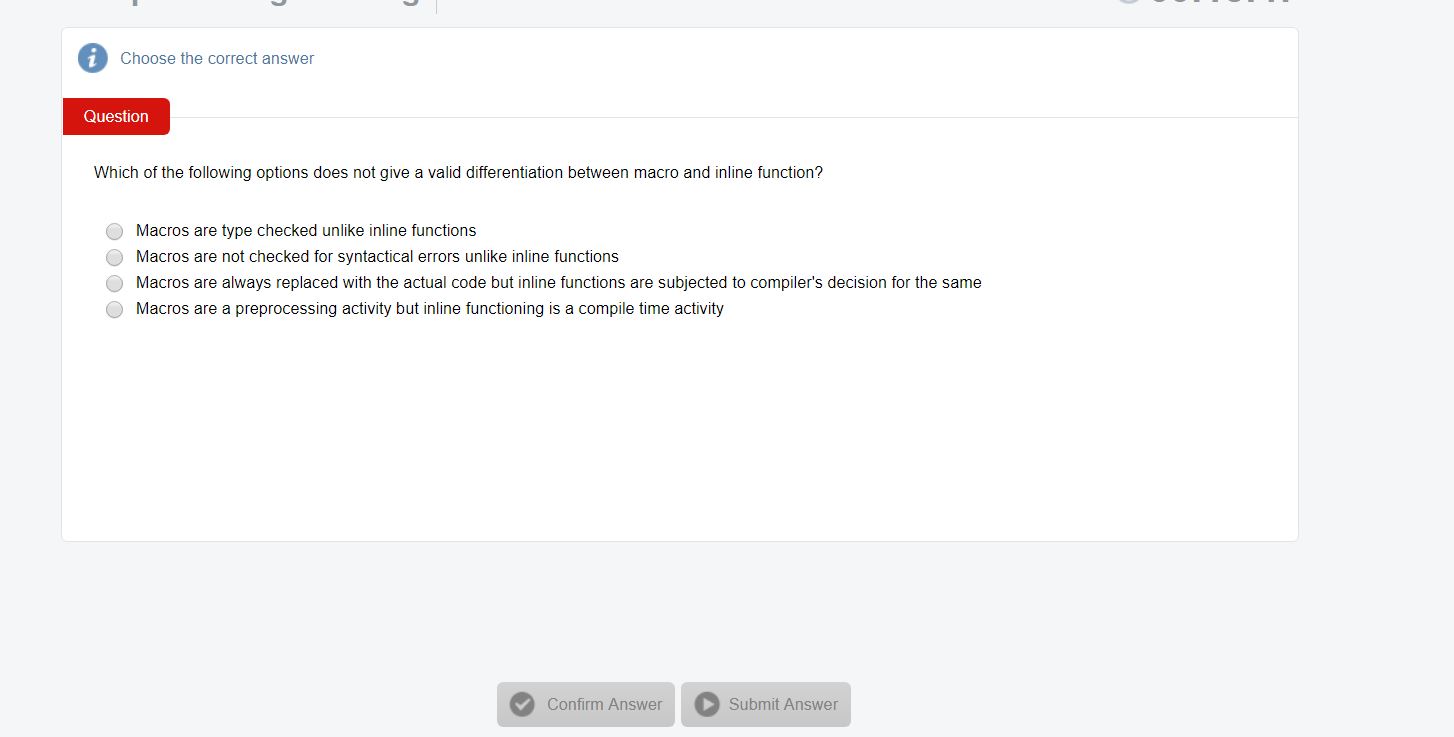 Choose the correct answer
Question
Which of the following options does not give a valid differentiation between macro and inline function?
Macros are type checked unlike inline functions
Macros are not checked for syntactical errors unlike inline functions
Macros are always replaced with the actual code but inline functions are subjected to compiler's decision for the same
Macros are a preprocessing activity but inline functioning is a compile time activity
Confirm Answer
Submit Answer